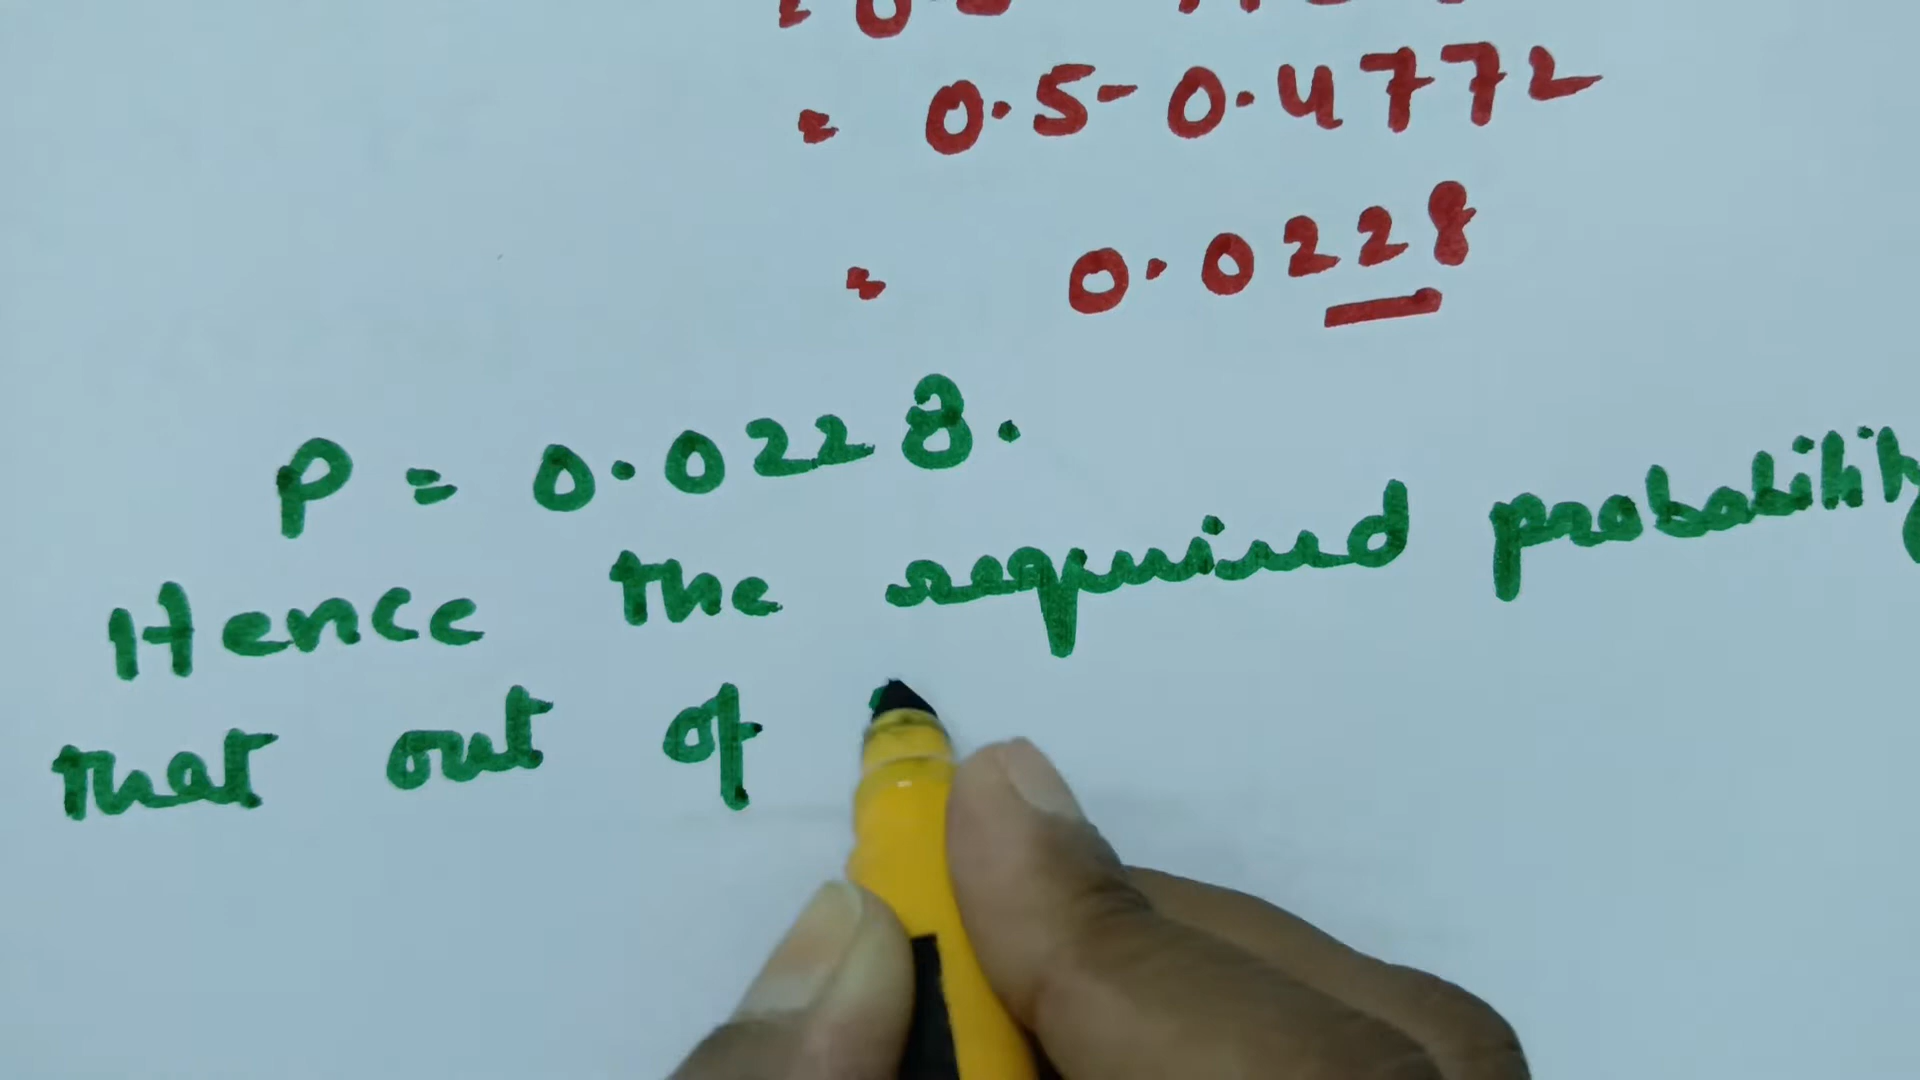 = 0.5 - 0.4772
= 0.0228
P = 0.0228.
Hence the required probability
that out of